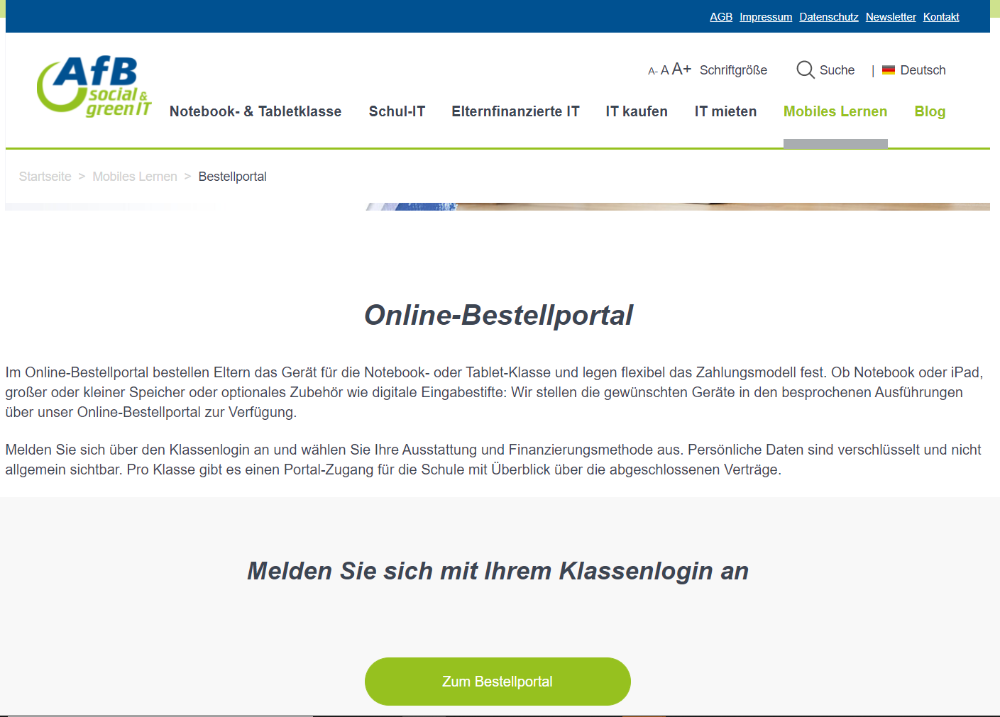 AGB Impressum Datenschutz Newsletter Kontakt
AfB
social &
green IT
A- A A+ Schriftgröße Suche | Deutsch
Notebook- & Tabletklasse Schul-IT Elternfinanzierte IT IT kaufen IT mieten Mobiles Lernen Blog
Startseite > Mobiles Lernen > Bestellportal
Online-Bestellportal
Im Online-Bestellportal bestellen Eltern das Gerät für die Notebook- oder Tablet-Klasse und legen flexibel das Zahlungsmodell fest. Ob Notebook oder iPad,
großer oder kleiner Speicher oder optionales Zubehör wie digitale Eingabestifte: Wir stellen die gewünschten Geräte in den besprochenen Ausführungen
über unser Online-Bestellportal zur Verfügung.
Melden Sie sich über den Klassenlogin an und wählen Sie Ihre Ausstattung und Finanzierungsmethode aus. Persönliche Daten sind verschlüsselt und nicht
allgemein sichtbar. Pro Klasse gibt es einen Portal-Zugang für die Schule mit Überblick über die abgeschlossenen Verträge.
Melden Sie sich mit Ihrem Klassenlogin an
Zum Bestellportal